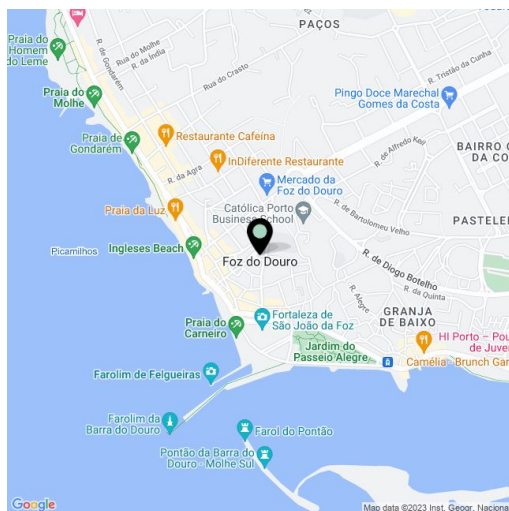 PAÇOS
Praia do
Homem
do Leme
R. de Gondarém
Rua do Molhe
R. da Índia
Rua do Crasto
R. Tristão da Cunha
Pingo Doce Marechal
Gomes da Costa
Praia do
Molhe
Restaurante Cafeína
Praia de
Gondarém
R. de Alfredo Keil
BAIRRO
InDiferente Restaurante
R. da Agra
Mercado da
Foz do Douro
Católica Porto
Business School
R. de Bartolomeu Velho
PASTELE
Praia da Luz
Picamilhos
Ingleses Beach
Foz do Douro
R. de Diogo Botelho
R. da Quinta
R. Alegre
GRANJA
DE BAIXO
Fortaleza de
São João da Foz
Praia do
Carneiro
Jardim do
Passeio Alegre
HI Porto – Pou
de Juve
Camélia - Brunch Gar
Farolim de Felgueiras
Farolim da
Barra do Douro
Farol do Pontão
Pontão da Barra do
Douro - Molhe Sul
Google
Map data ©2023 Inst. Geogr. Naciona